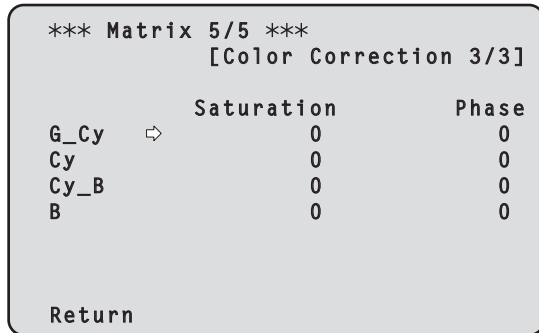 *** Matrix 5/5 ***
[Color Correction 3/3]
Saturation Phase
G_Cy ⇨ 0 0
Cy 0 0
Cy_B 0 0
B 0 0
Return